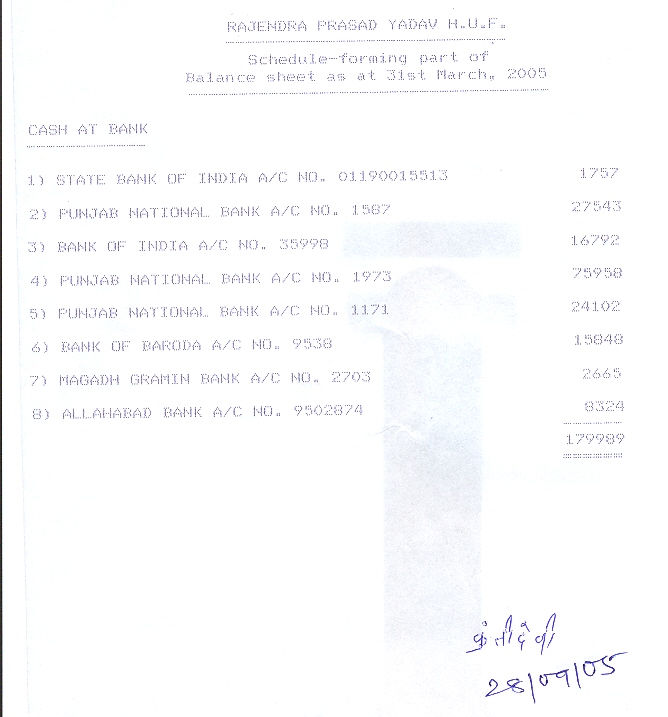 RAJENDRA PRASAD YADAV H.U.F.
Schedule-forming part of
Balance sheet as at 31st March, 2005
CASH AT BANK
1) STATE BANK OF INDIA A/C NO. 01190015513 1757
2) PUNJAB NATIONAL BANK A/C NO. 1587 27543
3) BANK OF INDIA A/C NO. 35998 16792
4) PUNJAB NATIONAL BANK A/C NO. 1973 75958
5) PUNJAB NATIONAL BANK A/C NO. 1171 24102
6) BANK OF BARODA A/C NO. 9538 15848
7) MAGADH GRAMIN BANK A/C NO. 2703 2665
8) ALLAHABAD BANK A/C NO. 9502874 8324
179989
कुंती देवी
28/09/05